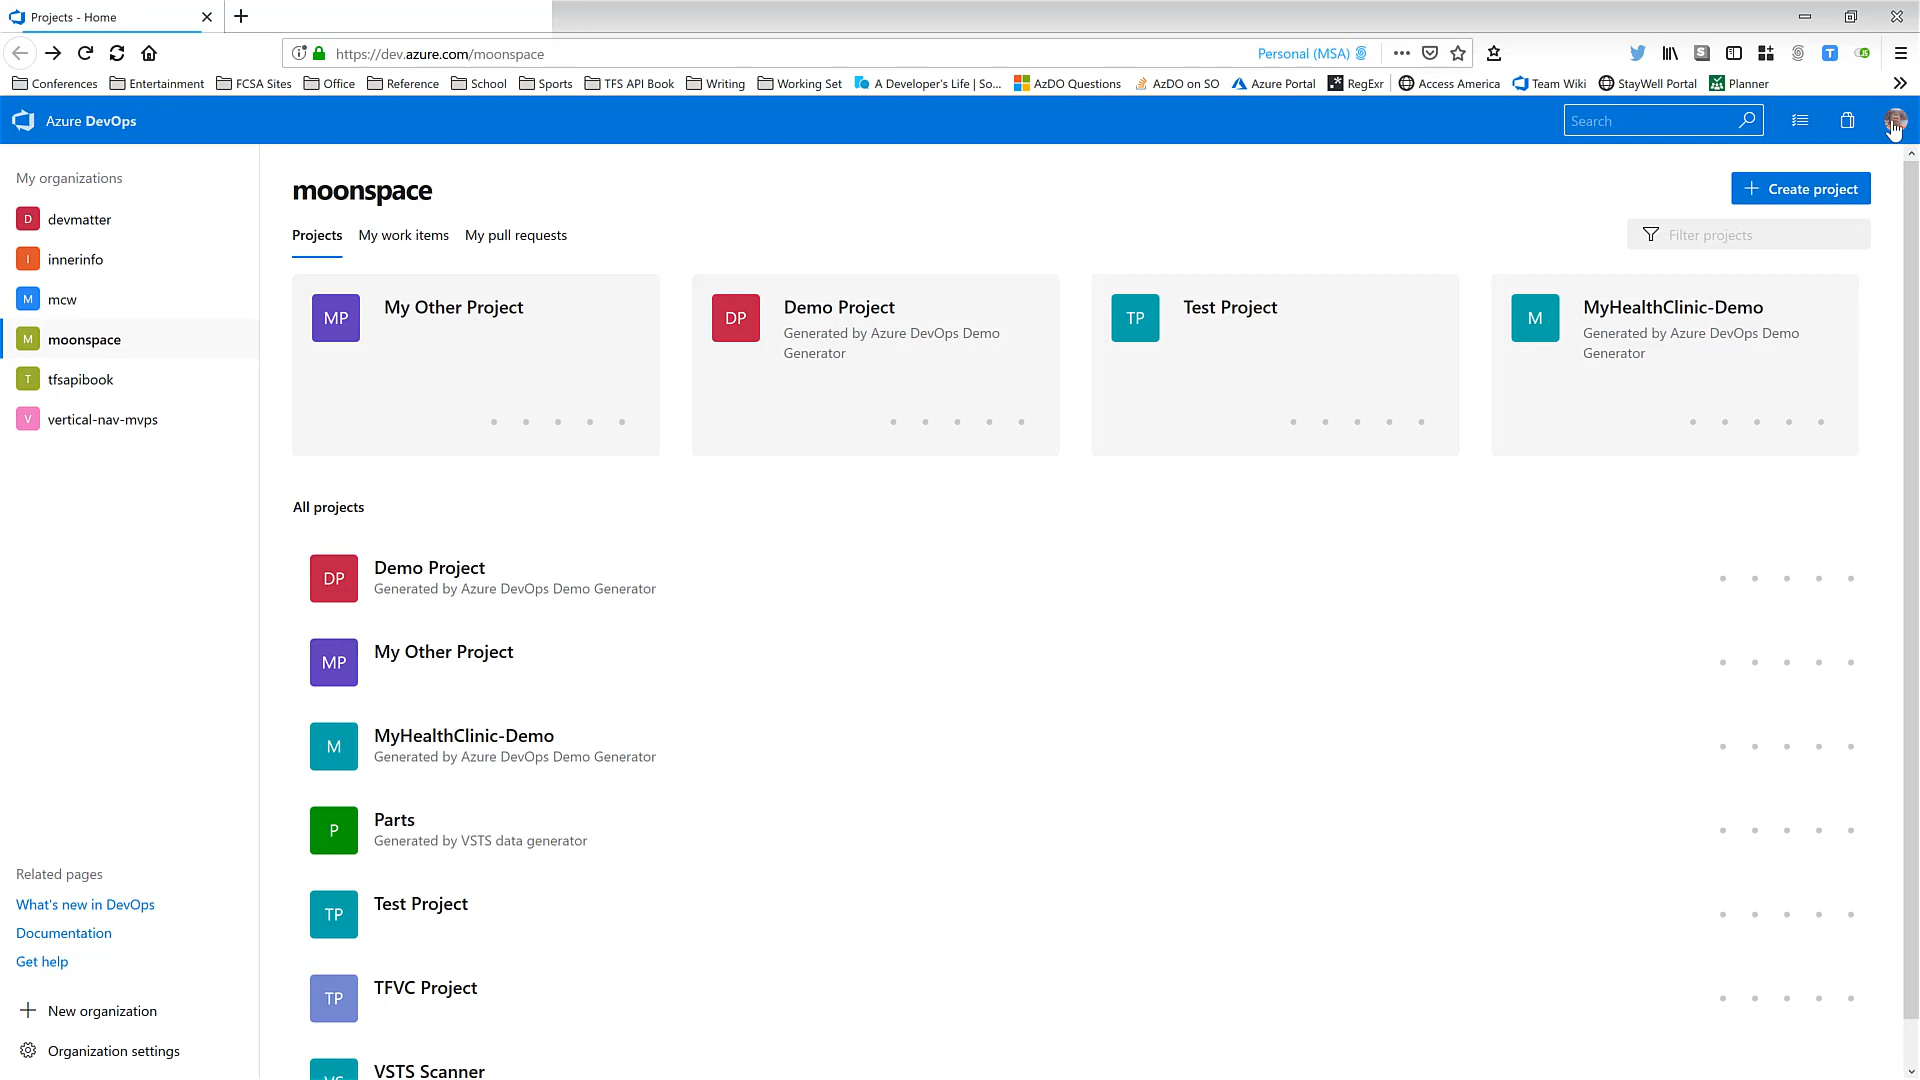 Projects - Home
https://dev.azure.com/moonspace
Personal (MSA)
Conferences Entertainment FCSA Sites Office Reference School Sports TFS API Book Writing Working Set A Developer's Life | So... AzDO Questions AzDO on SO Azure Portal RegExr Access America Team Wiki StayWell Portal Planner
Azure DevOps
Search
My organizations
D devmatter
I innerinfo
M mcw
M moonspace
T tfsapibook
V vertical-nav-mvps
Related pages
What's new in DevOps
Documentation
Get help
New organization
Organization settings
moonspace
Create project
Projects My work items My pull requests
Filter projects
MP My Other Project
DP Demo Project
Generated by Azure DevOps Demo
Generator
TP Test Project
M MyHealthClinic-Demo
Generated by Azure DevOps Demo
Generator
All projects
DP Demo Project
Generated by Azure DevOps Demo Generator
MP My Other Project
M MyHealthClinic-Demo
Generated by Azure DevOps Demo Generator
P Parts
Generated by VSTS data generator
TP Test Project
TP TFVC Project
VS VSTS Scanner